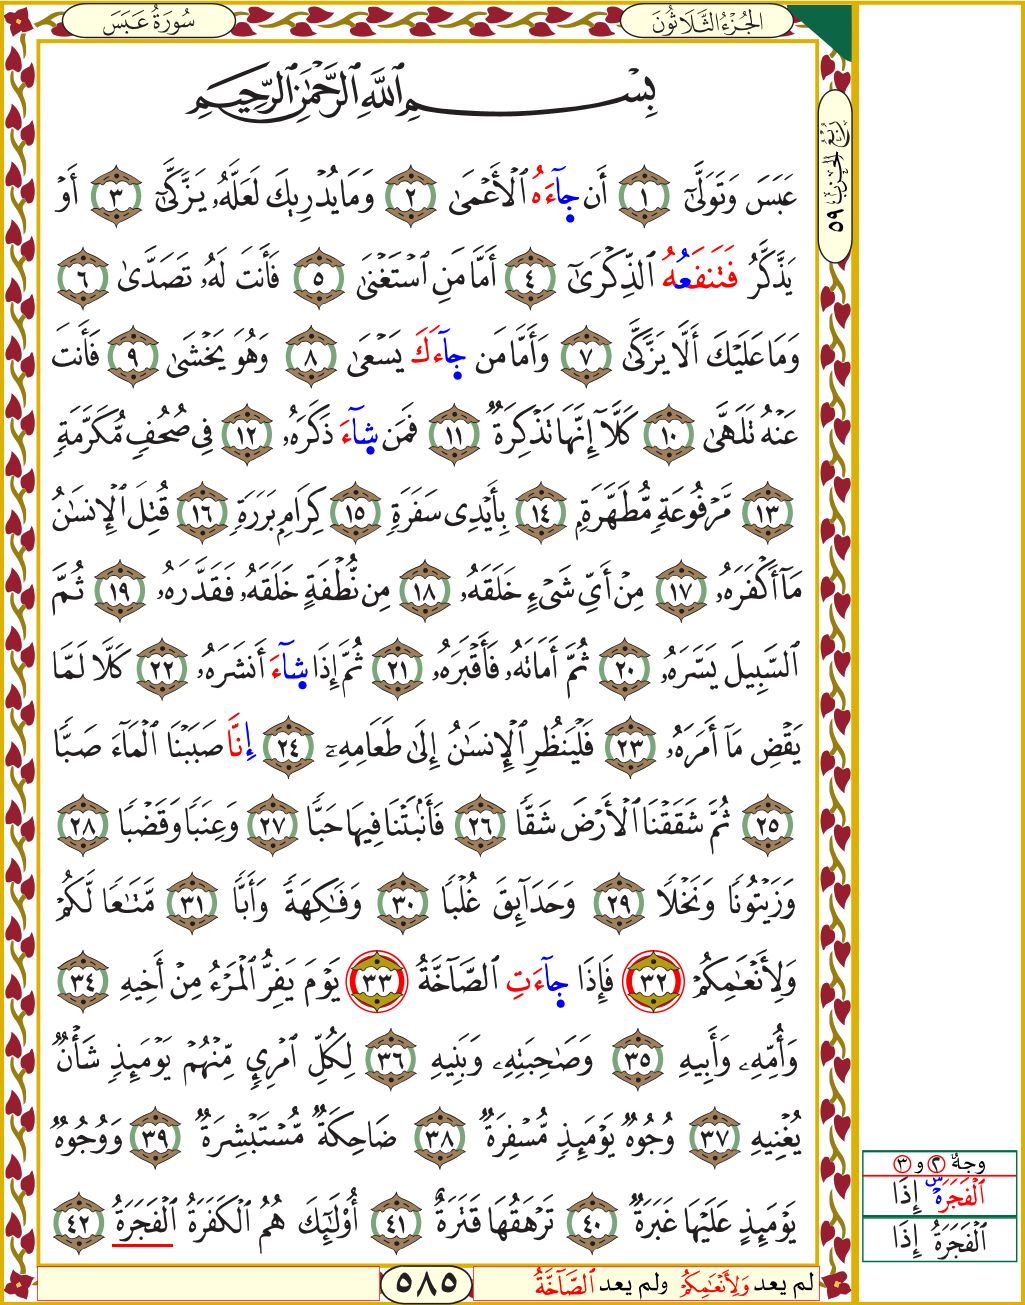 سُورَةُ عَبَسَ
الجُزْءُ الثَّلَاثُونَ
رُبُعُ الحِزْبِ ٥٩
بِسْمِ ٱللَّهِ ٱلرَّحْمَٰنِ ٱلرَّحِيمِ
عَبَسَ وَتَوَلَّىٰٓ ١ أَن جَآءَهُ ٱلْأَعْمَىٰ ٢ وَمَا يُدْرِيكَ لَعَلَّهُۥ يَزَّكَّىٰٓ ٣ أَوْ
يَذَّكَّرُ فَتَنفَعُهُ ٱلذِّكْرَىٰٓ ٤ أَمَّا مَنِ ٱسْتَغْنَىٰ ٥ فَأَنتَ لَهُۥ تَصَدَّىٰ ٦
وَمَا عَلَيْكَ أَلَّا يَزَّكَّىٰ ٧ وَأَمَّا مَن جَآءَكَ يَسْعَىٰ ٨ وَهُوَ يَخْشَىٰ ٩ فَأَنتَ
عَنْهُ تَلَهَّىٰ ١٠ كَلَّآ إِنَّهَا تَذْكِرَةٌ ١١ فَمَن شَآءَ ذَكَرَهُۥ ١٢ فِى صُحُفٍ مُّكَرَّمَةٍ
١٣ مَّرْفُوعَةٍ مُّطَهَّرَةٍۭ ١٤ بِأَيْدِى سَفَرَةٍ ١٥ كِرَامٍۭ بَرَرَةٍ ١٦ قُتِلَ ٱلْإِنسَٰنُ
مَآ أَكْفَرَهُۥ ١٧ مِنْ أَىِّ شَىْءٍ خَلَقَهُۥ ١٨ مِن نُّطْفَةٍ خَلَقَهُۥ فَقَدَّرَهُۥ ١٩ ثُمَّ
ٱلسَّبِيلَ يَسَّرَهُۥ ٢٠ ثُمَّ أَمَاتَهُۥ فَأَقْبَرَهُۥ ٢١ ثُمَّ إِذَا شَآءَ أَنشَرَهُۥ ٢٢ كَلَّا لَمَّا
يَقْضِ مَآ أَمَرَهُۥ ٢٣ فَلْيَنظُرِ ٱلْإِنسَٰنُ إِلَىٰ طَعَامِهِۦٓ ٢٤ إِنَّا صَبَبْنَا ٱلْمَآءَ صَبًّا
٢٥ ثُمَّ شَقَقْنَا ٱلْأَرْضَ شَقًّا ٢٦ فَأَنۢبَتْنَا فِيهَا حَبًّا ٢٧ وَعِنَبًا وَقَضْبًا ٢٨
وَزَيْتُونًا وَنَخْلًا ٢٩ وَحَدَآئِقَ غُلْبًا ٣٠ وَفَٰكِهَةً وَأَبًّا ٣١ مَّتَٰعًا لَّكُمْ
وَلِأَنْعَٰمِكُمْ ٣٢ فَإِذَا جَآءَتِ ٱلصَّآخَّةُ ٣٣ يَوْمَ يَفِرُّ ٱلْمَرْءُ مِنْ أَخِيهِ ٣٤
وَأُمِّهِۦ وَأَبِيهِ ٣٥ وَصَٰحِبَتِهِۦ وَبَنِيهِ ٣٦ لِكُلِّ ٱمْرِئٍ مِّنْهُمْ يَوْمَئِذٍ شَأْنٌ
يُغْنِيهِ ٣٧ وُجُوهٌ يَوْمَئِذٍ مُّسْفِرَةٌ ٣٨ ضَاحِكَةٌ مُّسْتَبْشِرَةٌ ٣٩ وَوُجُوهٌ
يَوْمَئِذٍ عَلَيْهَا غَبَرَةٌ ٤٠ تَرْهَقُهَا قَتَرَةٌ ٤١ أُو۟لَٰٓئِكَ هُمُ ٱلْكَفَرَةُ ٱلْفَجَرَةُ ٤٢
وجهٌ ٢ و ٣
ٱلْفَجَرَةُ س إِذَا
ٱلْفَجَرَةُ إِذَا
لم يعد وَلِأَنْعَٰمِكُمْ ولم يعد ٱلصَّآخَّةُ
٥٨٥